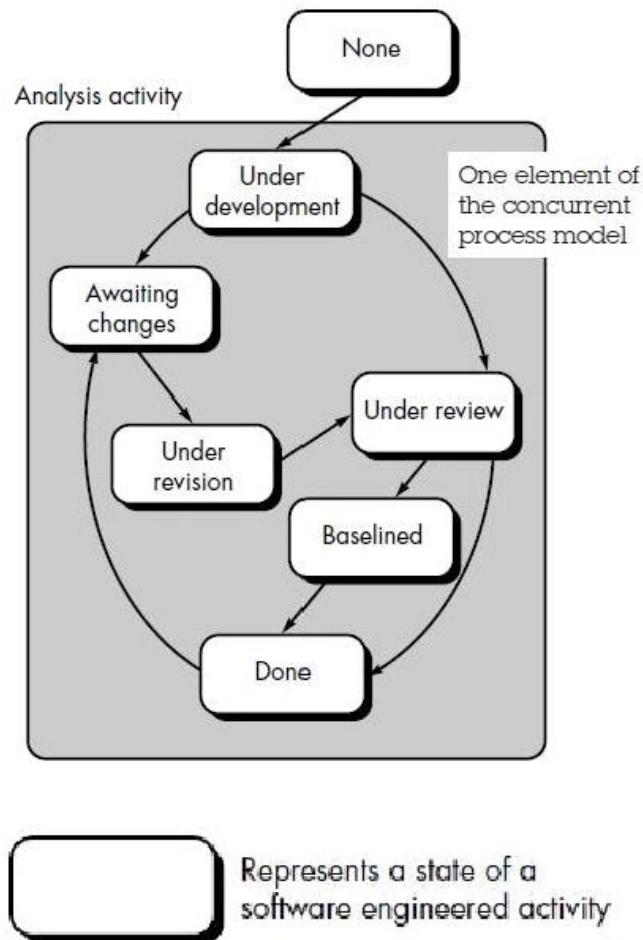 None
Analysis activity
Under
development
One element of
the concurrent
process model
Awaiting
changes
Under review
Under
revision
Baselined
Done
Represents a state of a
software engineered activity